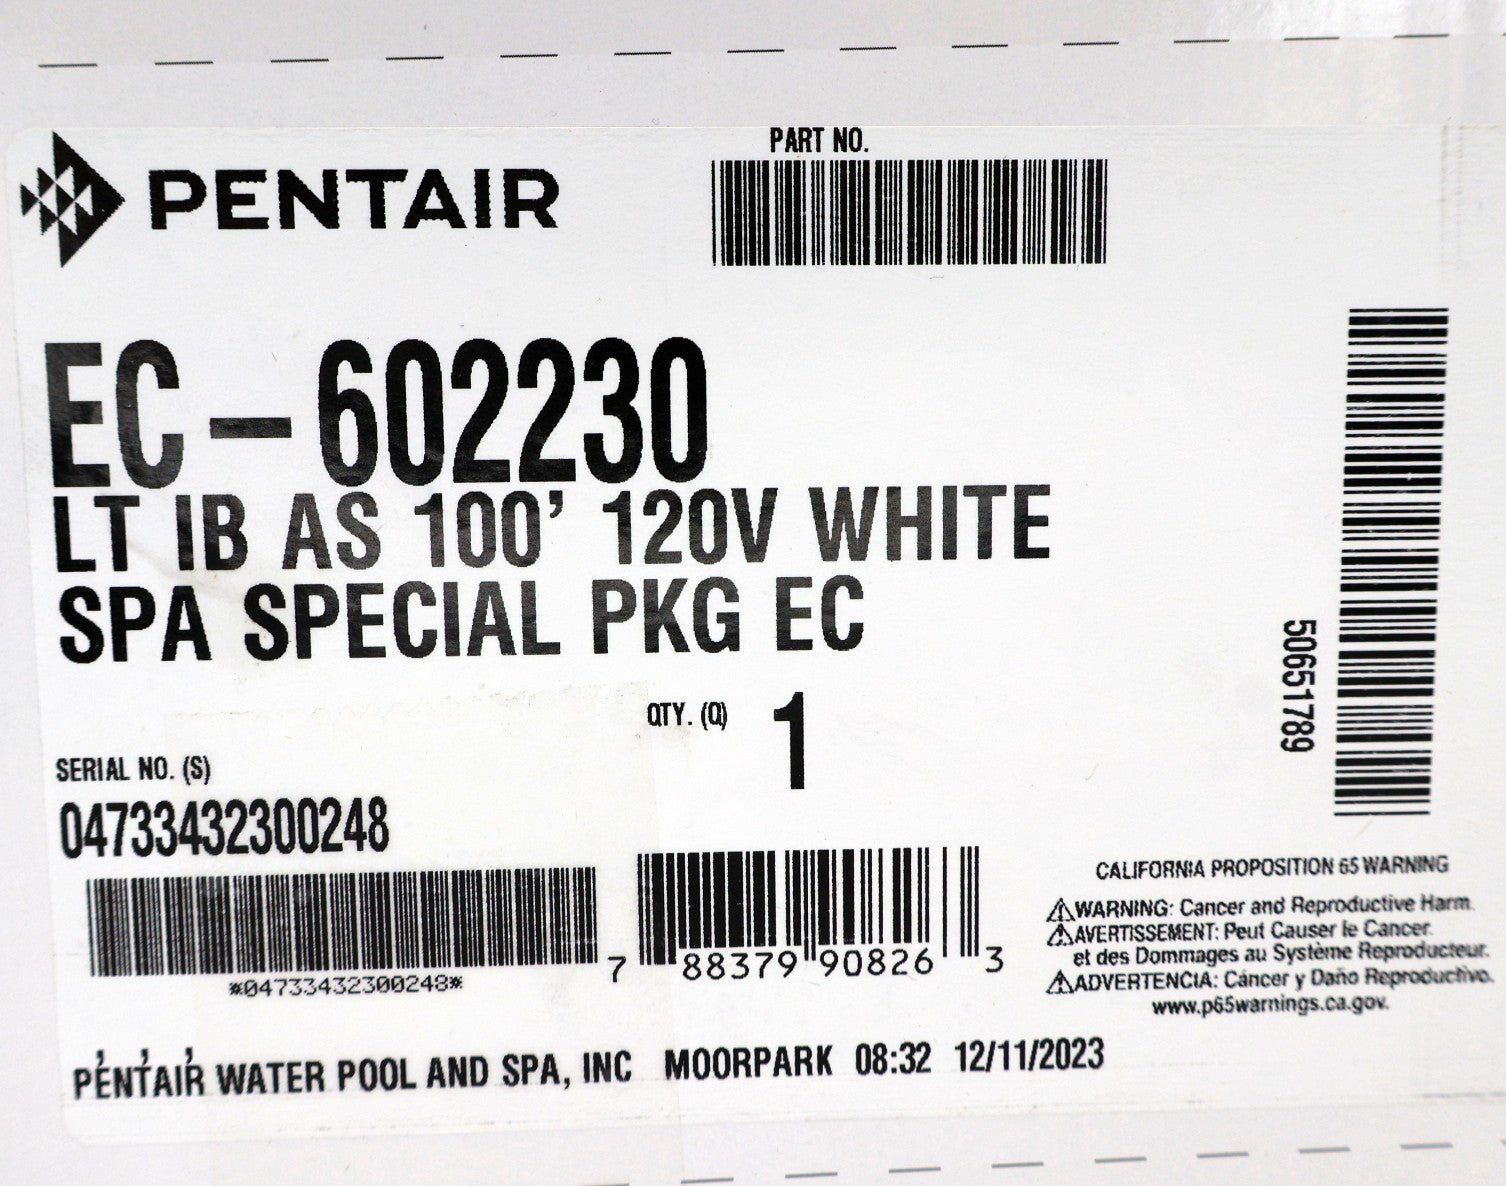 PENTAIR
PART NO.
EC-602230
LT IB AS 100' 120V WHITE
SPA SPECIAL PKG EC
QTY. (Q) 1
SERIAL NO. (S)
04733432300248
*04733432300248*
7 88379 90826 3
50651789
CALIFORNIA PROPOSITION 65 WARNING
⚠WARNING: Cancer and Reproductive Harm.
⚠AVERTISSEMENT: Peut Causer le Cancer.
et des Dommages au Système Reproducteur.
⚠ADVERTENCIA: Cáncer y Daño Reproductivo.
www.p65warnings.ca.gov.
PENTAIR WATER POOL AND SPA, INC MOORPARK 08:32 12/11/2023